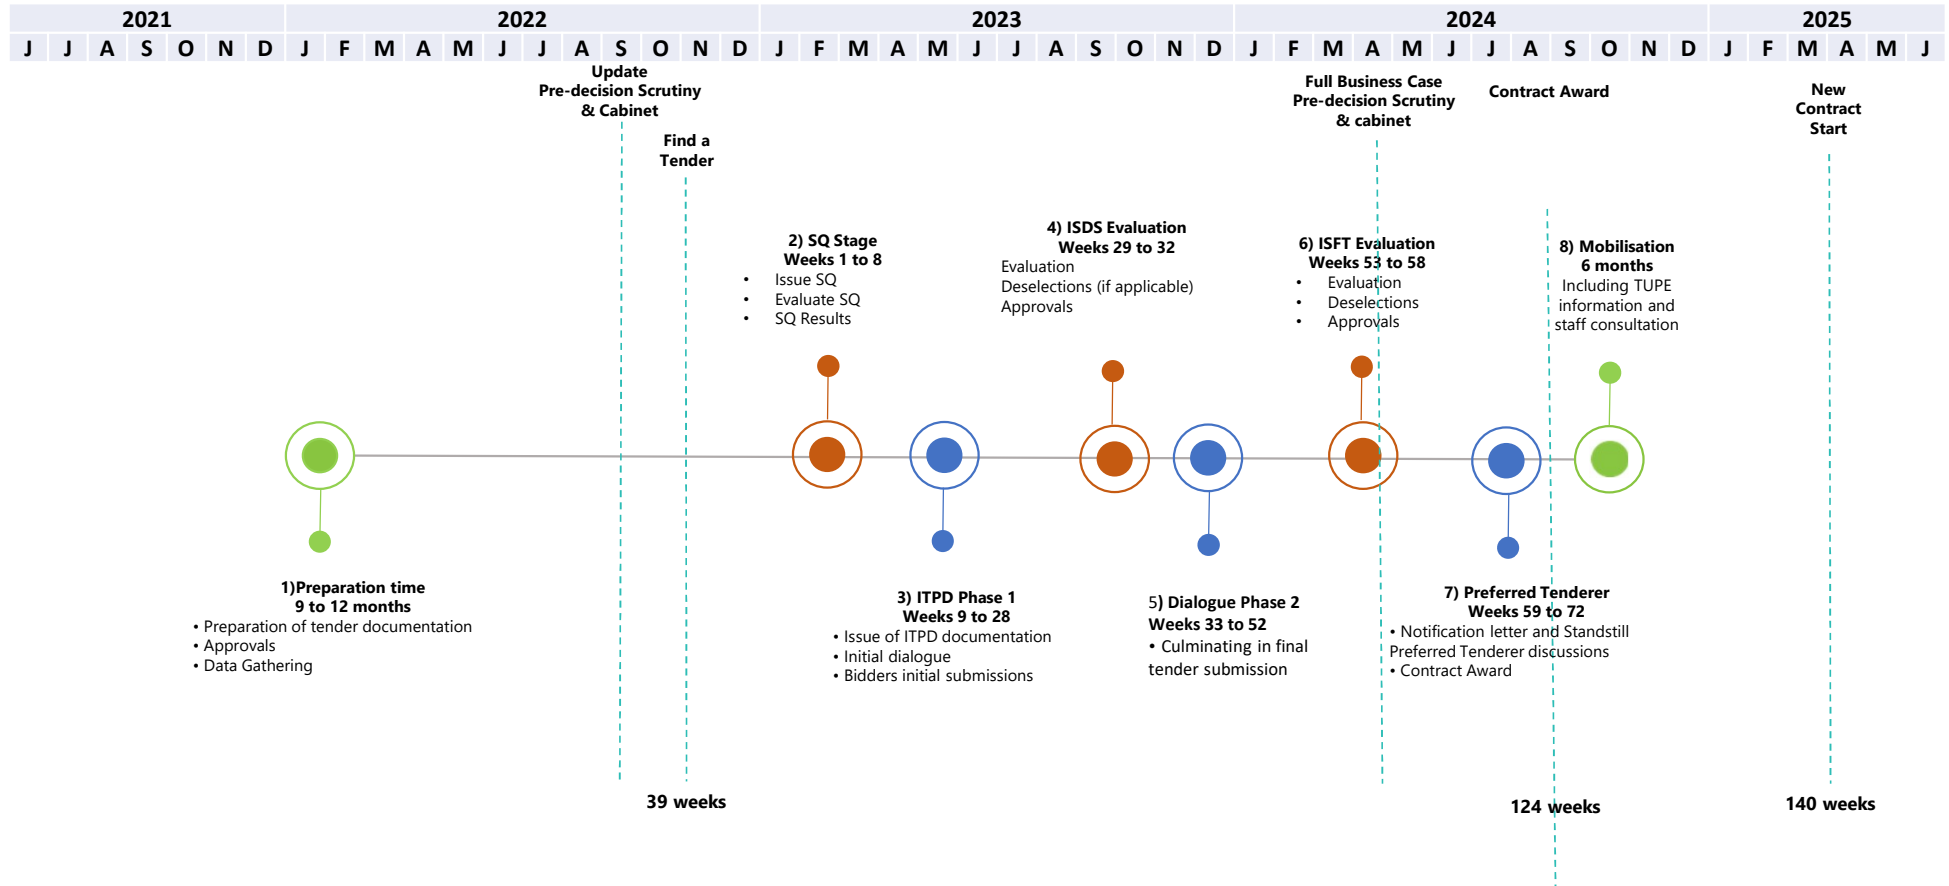 2021 2022 2023 2024 2025
J J A S O N D J F M A M J J A S O N D J F M A M J J A S O N D J F M A M J J A S O N D J F M A M J
Update
Pre-decision Scrutiny
& Cabinet
Find a
Tender
Full Business Case
Pre-decision Scrutiny
& cabinet
Contract Award
New
Contract
Start
2) SQ Stage
Weeks 1 to 8
• Issue SQ
• Evaluate SQ
• SQ Results
4) ISDS Evaluation
Weeks 29 to 32
Evaluation
Deselections (if applicable)
Approvals
6) ISFT Evaluation
Weeks 53 to 58
• Evaluation
• Deselections
• Approvals
8) Mobilisation
6 months
Including TUPE
information and
staff consultation
1)Preparation time
9 to 12 months
• Preparation of tender documentation
• Approvals
• Data Gathering
3) ITPD Phase 1
Weeks 9 to 28
• Issue of ITPD documentation
• Initial dialogue
• Bidders initial submissions
5) Dialogue Phase 2
Weeks 33 to 52
• Culminating in final
tender submission
7) Preferred Tenderer
Weeks 59 to 72
• Notification letter and Standstill
Preferred Tenderer discussions
• Contract Award
39 weeks
124 weeks
140 weeks